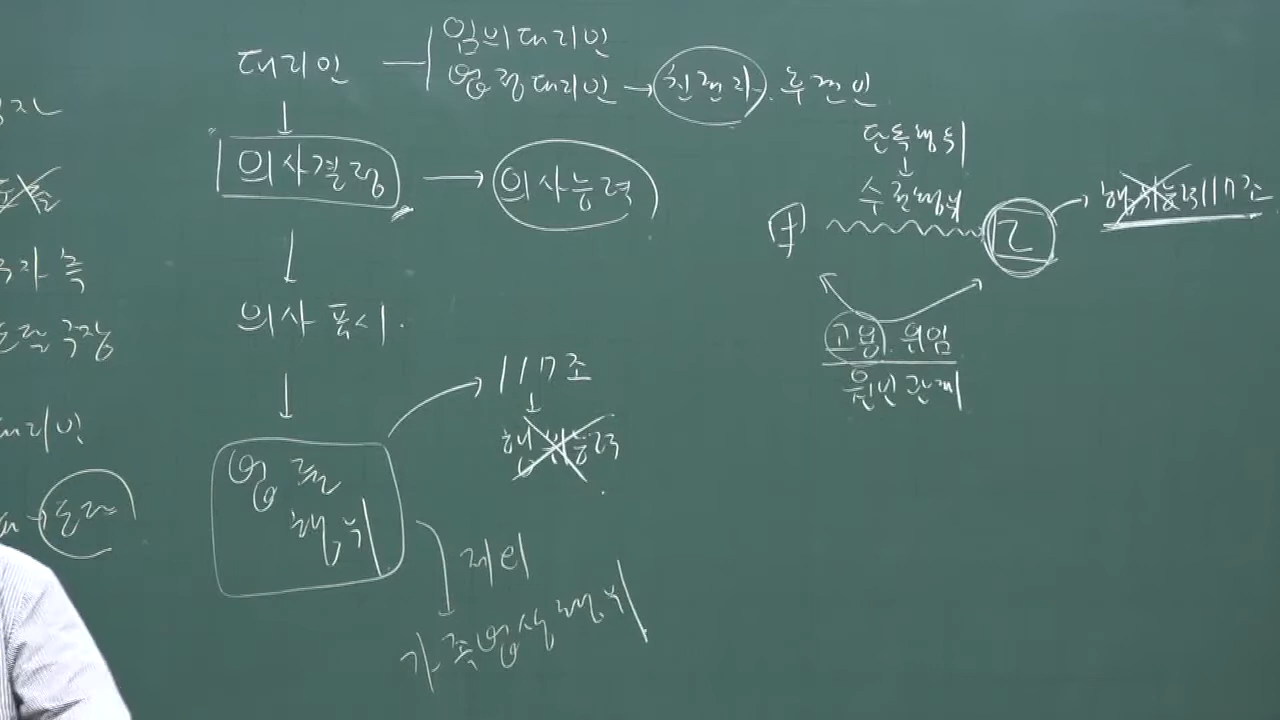 대리인
임의대리인
법정대리인 → 친권자. 후견인
의사결정 → 의사능력
단독행위
수권행위
甲
乙
행위능력 117조
의사표시.
고용. 위임
원인관계
117조
행위능력
법률
행위
제외
가족법상 행위
대리인